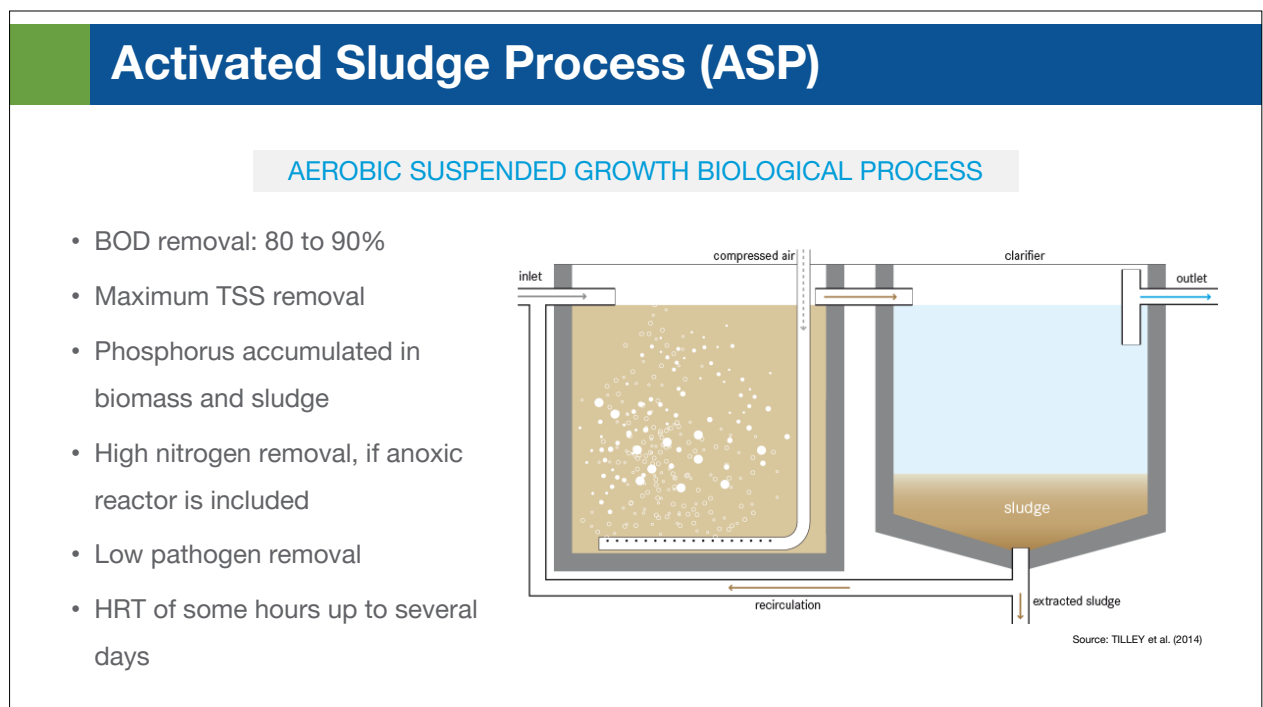 Activated Sludge Process (ASP)
AEROBIC SUSPENDED GROWTH BIOLOGICAL PROCESS
• BOD removal: 80 to 90%
• Maximum TSS removal
• Phosphorus accumulated in
biomass and sludge
• High nitrogen removal, if anoxic
reactor is included
• Low pathogen removal
• HRT of some hours up to several
days
inlet
compressed air
clarifier
outlet
sludge
recirculation
extracted sludge
Source: TILLEY et al. (2014)